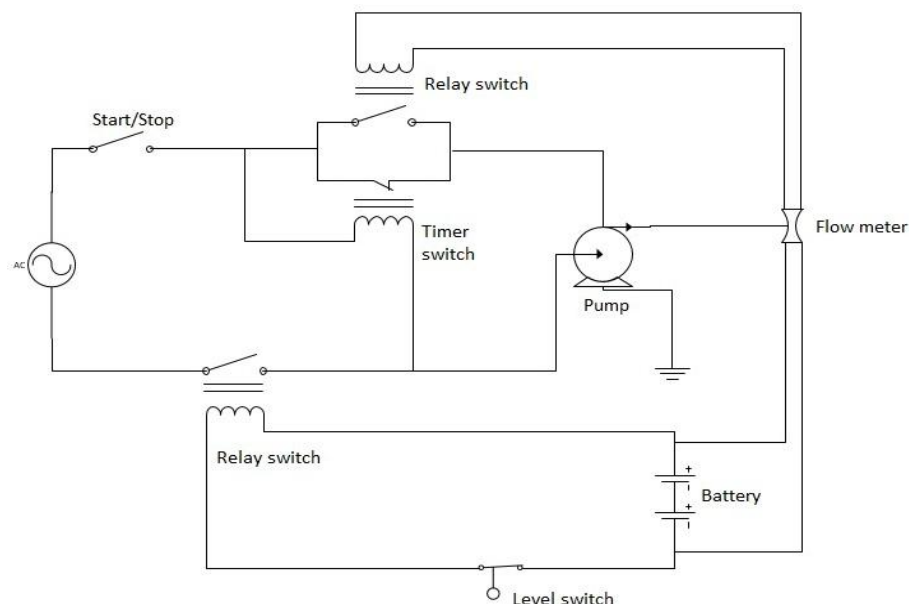 Relay switch
Start/Stop
Timer
switch
Flow meter
AC
Pump
Relay switch
+
Battery
+
Level switch